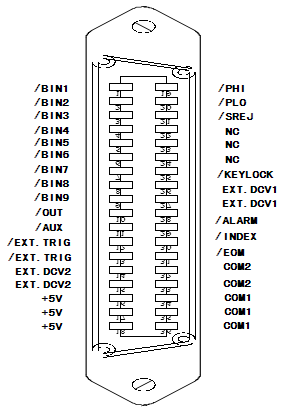 /BIN1 /PHI
/BIN2 /PLO
/BIN3 /SREJ
/BIN4 NC
/BIN5 NC
/BIN6 NC
/BIN7 /KEYLOCK
/BIN8 EXT.DCV1
/BIN9 EXT.DCV1
/OUT /ALARM
/AUX /INDEX
/EXT.TRIG /EOM
/EXT.TRIG COM2
EXT.DCV2 COM2
EXT.DCV2 COM1
+5V COM1
+5V COM1
+5V